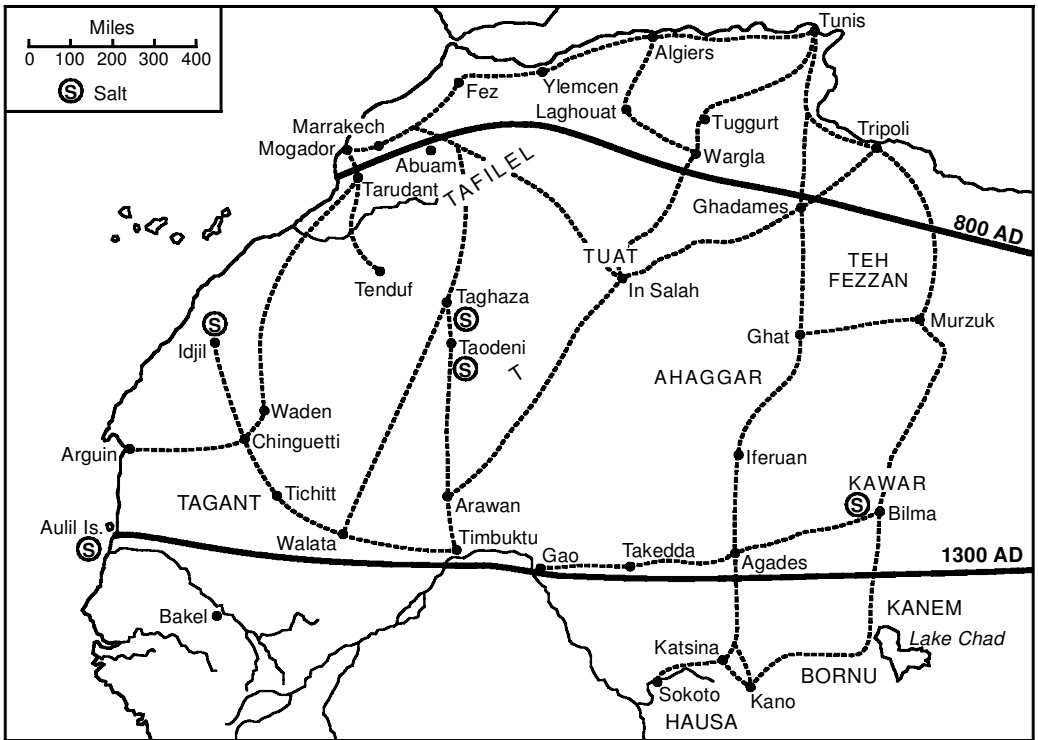 Miles
0 100 200 300 400
S Salt
Tunis
Algiers
Ylemcen
Fez
Laghouat
Tuggurt
Marrakech
Tripoli
Mogador
Abuam
Wargla
TAFILEL
Tarudant
Ghadames
800 AD
TUAT
TEH
FEZZAN
Tenduf
In Salah
Taghaza
S
Murzuk
S
Idjil
Taodeni
Ghat
S
T
AHAGGAR
Waden
Chinguetti
Arguin
Iferuan
KAWAR
TAGANT
Tichitt
Arawan
S
Bilma
Aulil Is.
S
Walata
Timbuktu
Gao
Takedda
Agades
1300 AD
Bakel
KANEM
Lake Chad
Katsina
BORNU
Sokoto
Kano
HAUSA